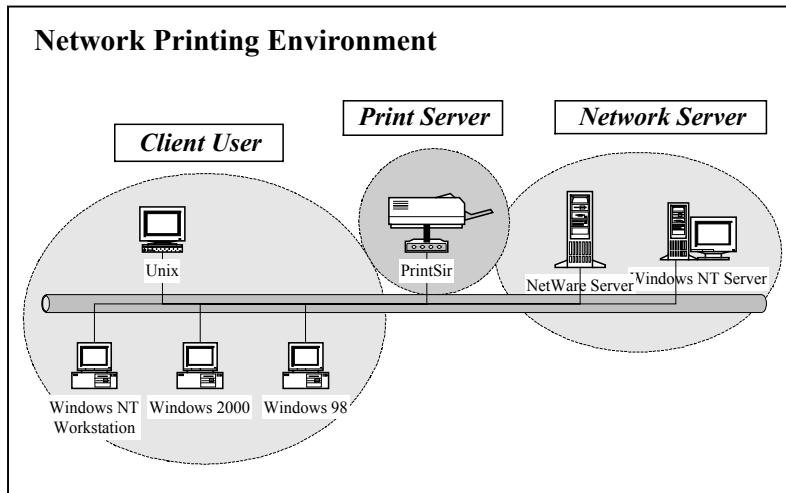 Network Printing Environment
Client User
Print Server
Network Server
Unix
PrintSir
NetWare Server
Windows NT Server
Windows NT
Workstation
Windows 2000
Windows 98